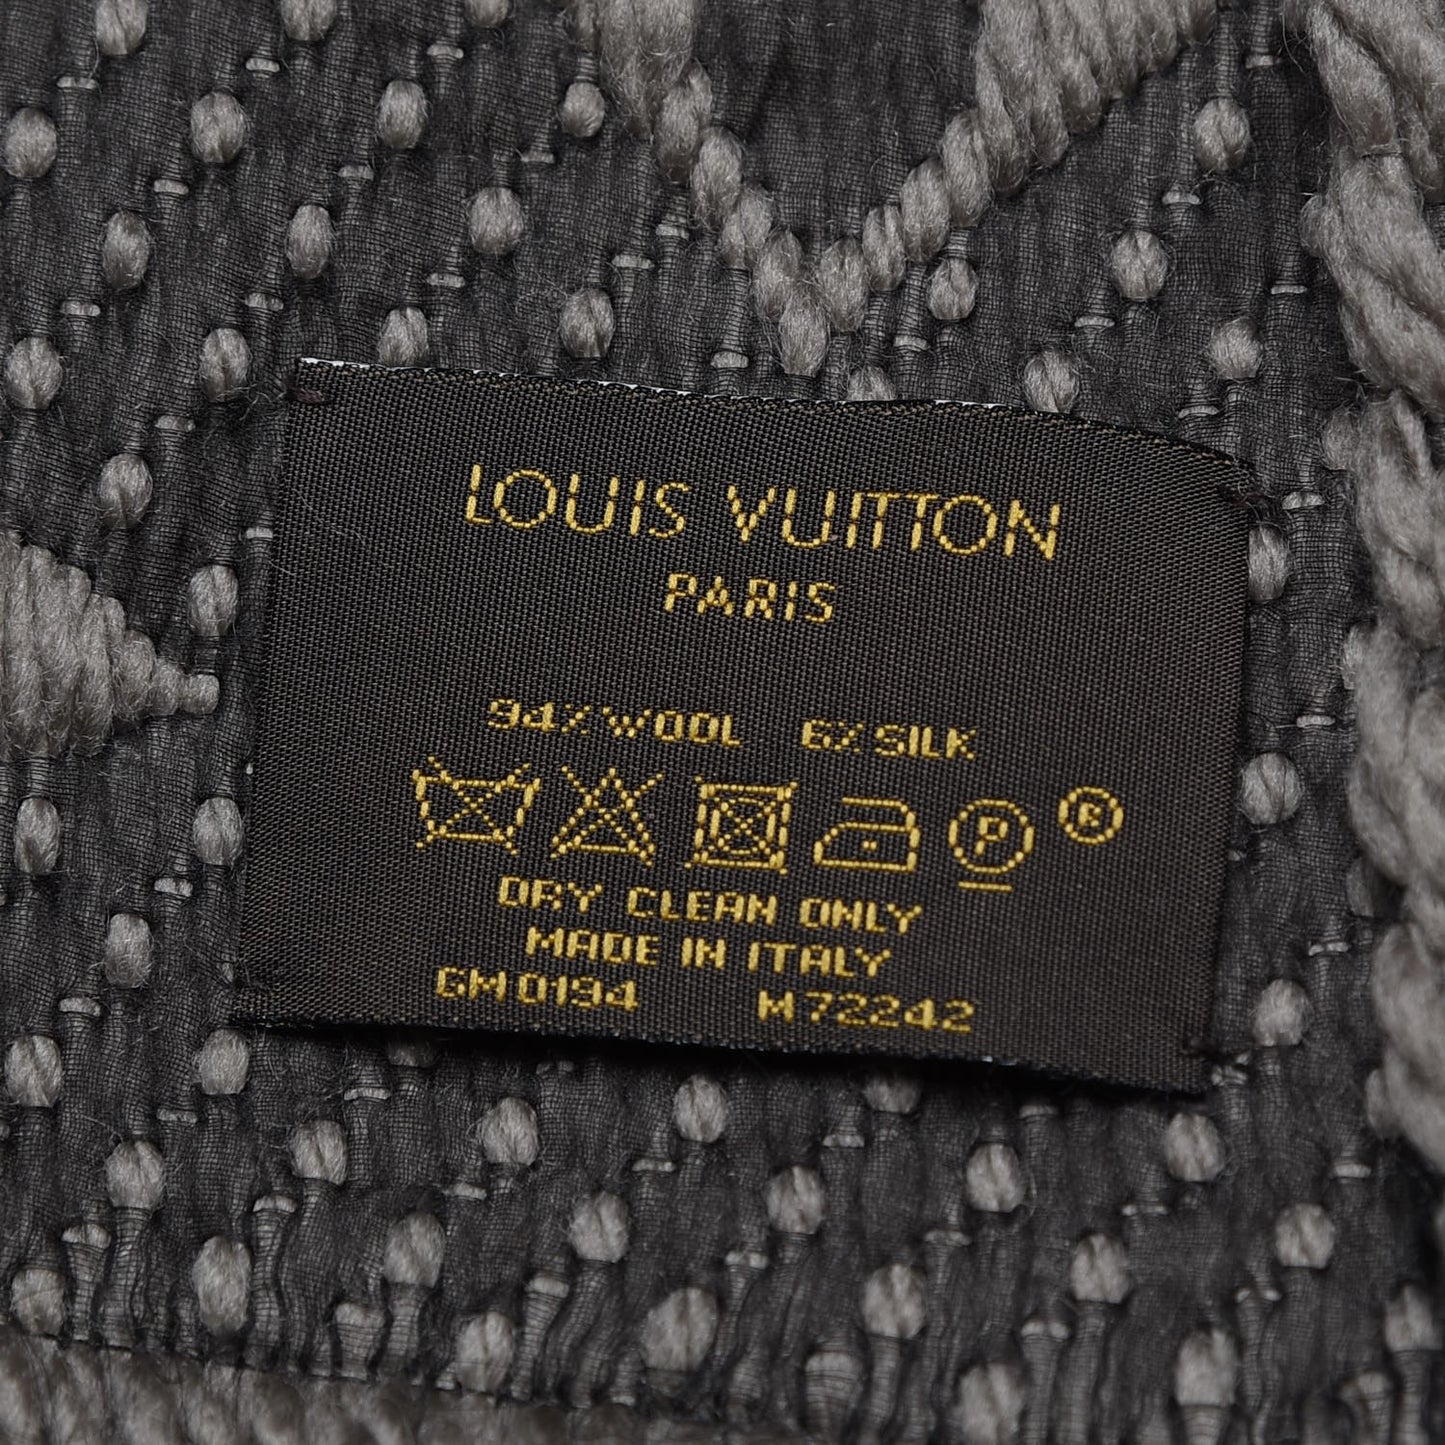 LOUIS VUITTON
PARIS
94% WOOL 6% SILK
P ®
DRY CLEAN ONLY
MADE IN ITALY
GM0194 M72242